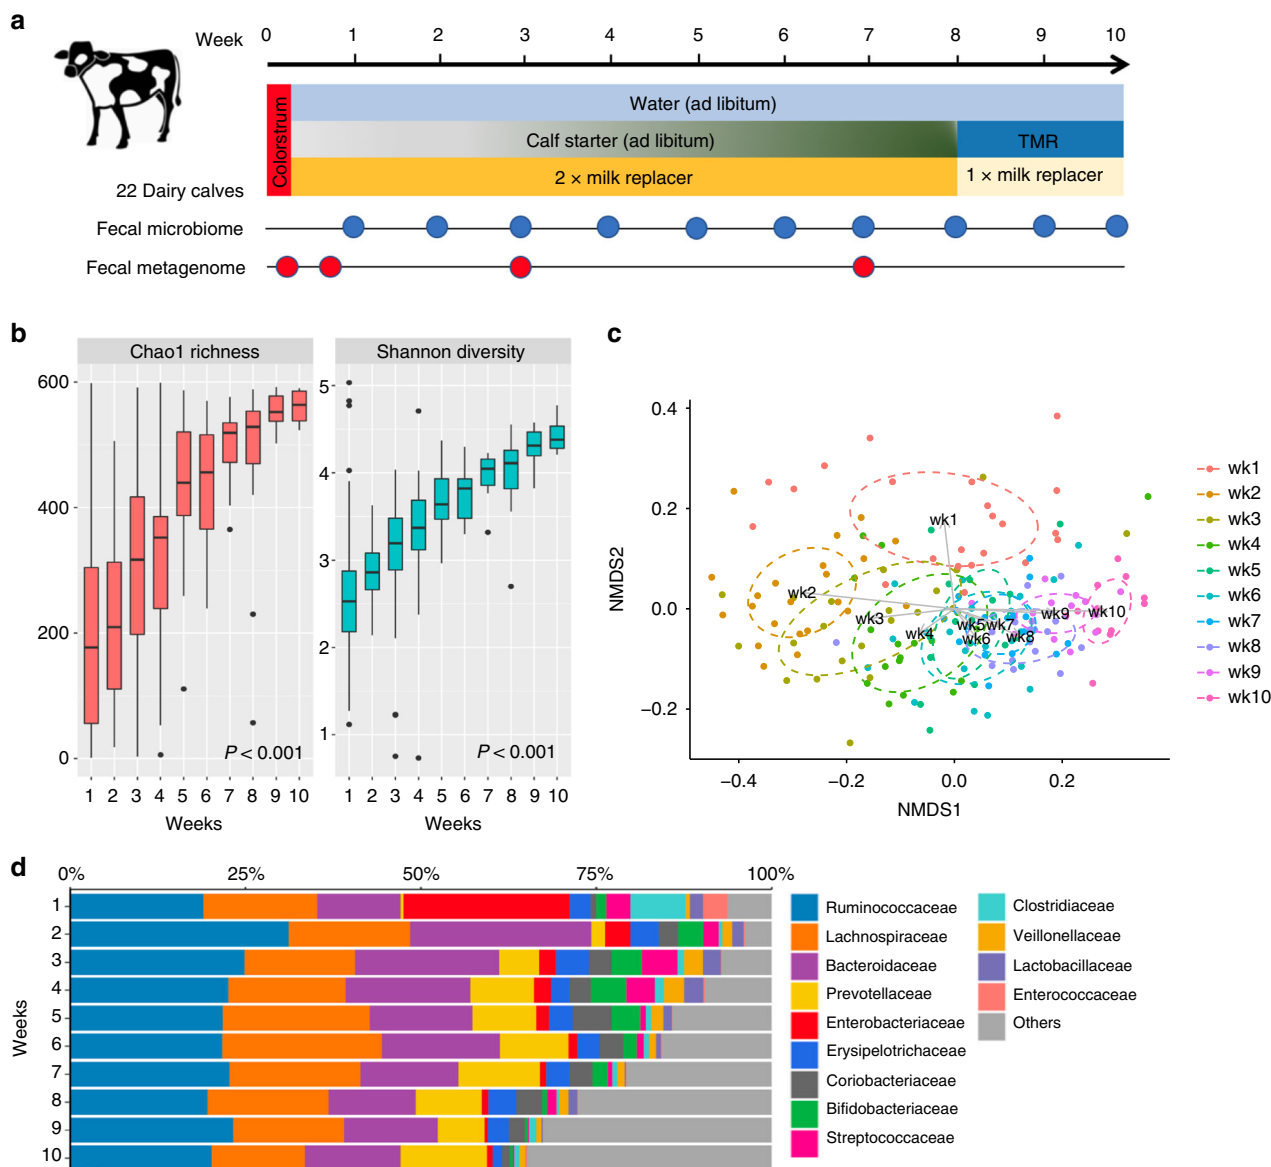 a
Week
0 1 2 3 4 5 6 7 8 9 10
Colorstrum
Water (ad libitum)
Calf starter (ad libitum)
TMR
2 × milk replacer
1 × milk replacer
22 Dairy calves
Fecal microbiome
Fecal metagenome
b
Chao1 richness
Shannon diversity
600
400
200
0
5
4
3
2
1
P < 0.001
P < 0.001
1 2 3 4 5 6 7 8 9 10
1 2 3 4 5 6 7 8 9 10
Weeks
Weeks
c
0.4
0.2
0.0
−0.2
NMDS2
wk1
wk2
wk3
wk4
wk5
wk6
wk7
wk8
wk9
wk10
−0.4 −0.2 0.0 0.2
NMDS1
wk1
wk2
wk3
wk4
wk5
wk6
wk7
wk8
wk9
wk10
d
0% 25% 50% 75% 100%
Weeks
1
2
3
4
5
6
7
8
9
10
Ruminococcaceae
Lachnospiraceae
Bacteroidaceae
Prevotellaceae
Enterobacteriaceae
Erysipelotrichaceae
Coriobacteriaceae
Bifidobacteriaceae
Streptococcaceae
Clostridiaceae
Veillonellaceae
Lactobacillaceae
Enterococcaceae
Others